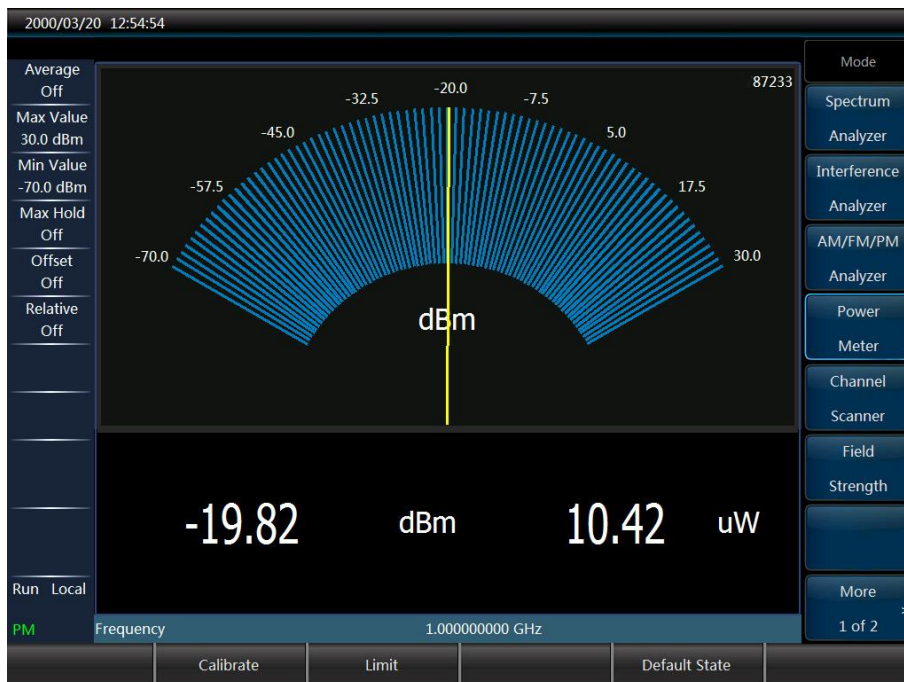 2000/03/20 12:54:54
Average
Off
Max Value
30.0 dBm
Min Value
-70.0 dBm
Max Hold
Off
Offset
Off
Relative
Off
Run Local
PM
87233
-70.0
-57.5
-45.0
-32.5
-20.0
-7.5
5.0
17.5
30.0
dBm
-19.82 dBm 10.42 uW
Frequency 1.000000000 GHz
Mode
Spectrum
Analyzer
Interference
Analyzer
AM/FM/PM
Analyzer
Power
Meter
Channel
Scanner
Field
Strength
More
1 of 2
Calibrate Limit Default State